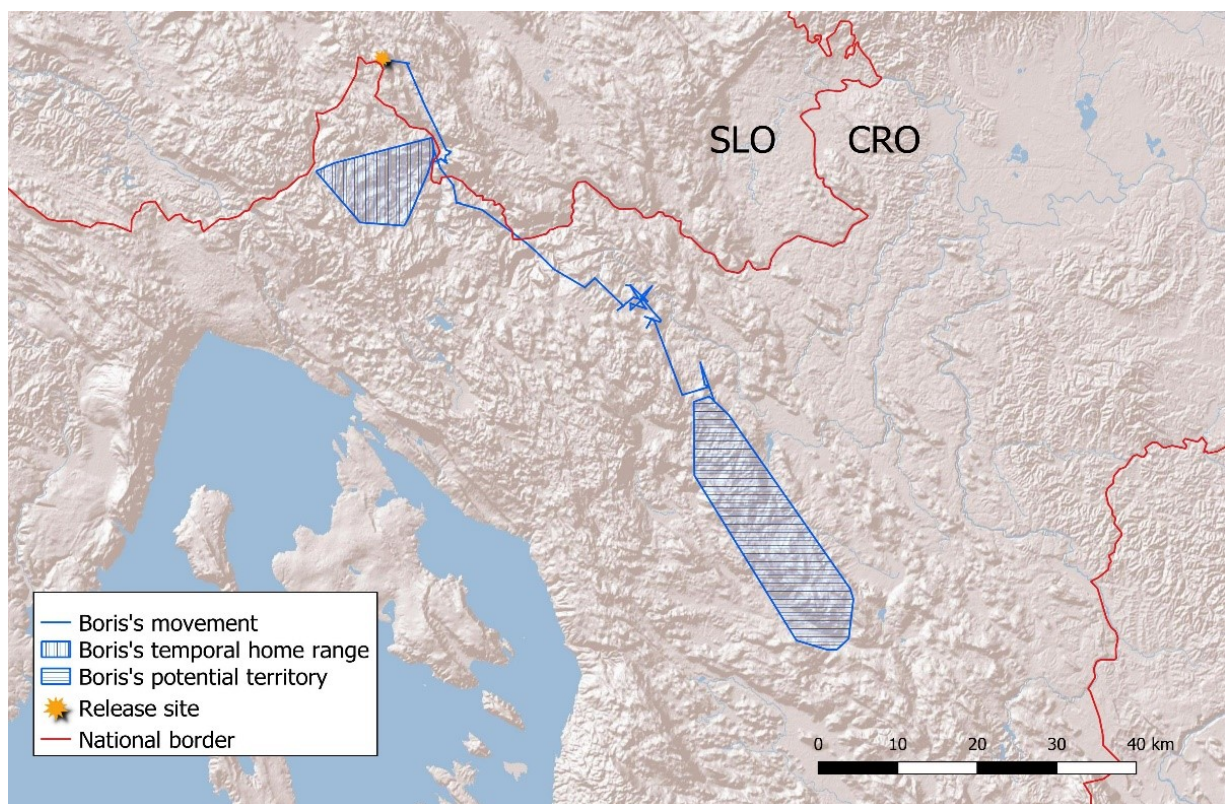 SLO CRO
Boris's movement
Boris's temporal home range
Boris's potential territory
Release site
National border
0 10 20 30 40 km